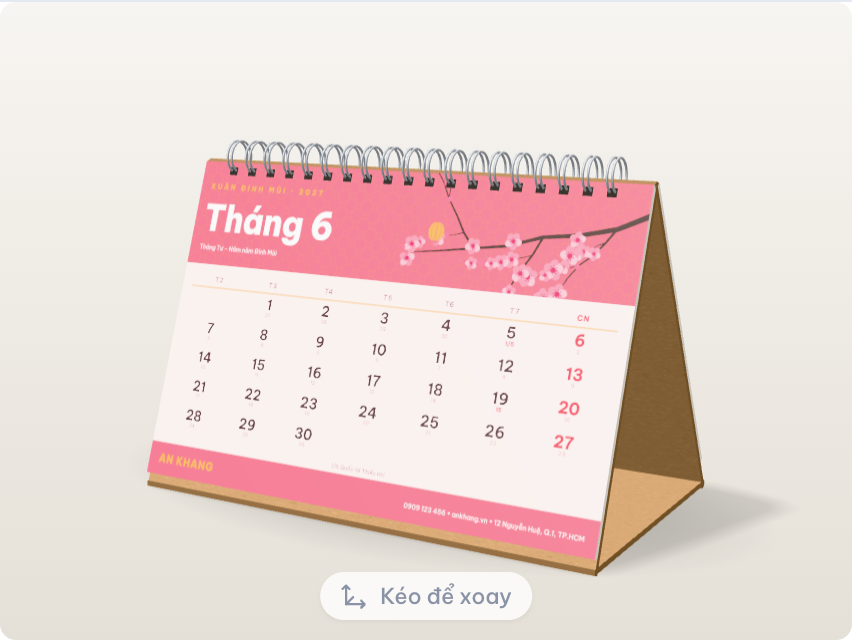 XUÂN ĐINH MÙI · 2027
Tháng 6
Tháng Tư - Năm năm Đinh Mùi
T2 T3 T4 T5 T6 T7 CN
1 2 3 4 5 6
1/5
7 8 9 10 11 12 13
14 15 16 17 18 19 20
15
21 22 23 24 25 26 27
28 29 30
AN KHANG
0909 123 456 • ankhang.vn • 12 Nguyễn Huệ, Q.1, TP.HCM
Kéo để xoay